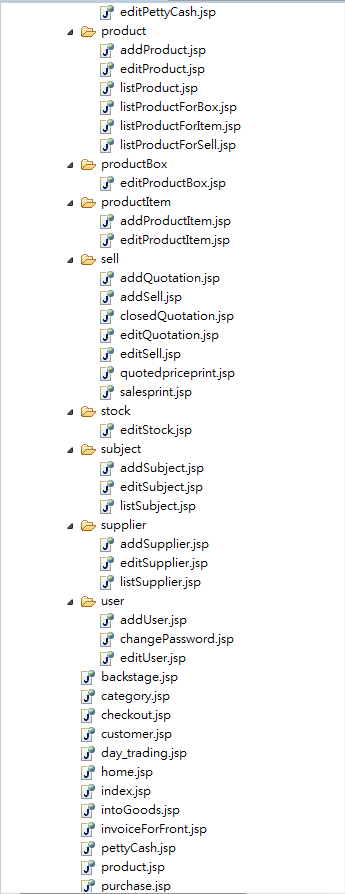 editPettyCash.jsp
product
addProduct.jsp
editProduct.jsp
listProduct.jsp
listProductForBox.jsp
listProductForItem.jsp
listProductForSell.jsp
productBox
editProductBox.jsp
productItem
addProductItem.jsp
editProductItem.jsp
sell
addQuotation.jsp
addSell.jsp
closedQuotation.jsp
editQuotation.jsp
editSell.jsp
quotedpriceprint.jsp
salesprint.jsp
stock
editStock.jsp
subject
addSubject.jsp
editSubject.jsp
listSubject.jsp
supplier
addSupplier.jsp
editSupplier.jsp
listSupplier.jsp
user
addUser.jsp
changePassword.jsp
editUser.jsp
backstage.jsp
category.jsp
checkout.jsp
customer.jsp
day_trading.jsp
home.jsp
index.jsp
intoGoods.jsp
invoiceForFront.jsp
pettyCash.jsp
product.jsp
purchase.jsp